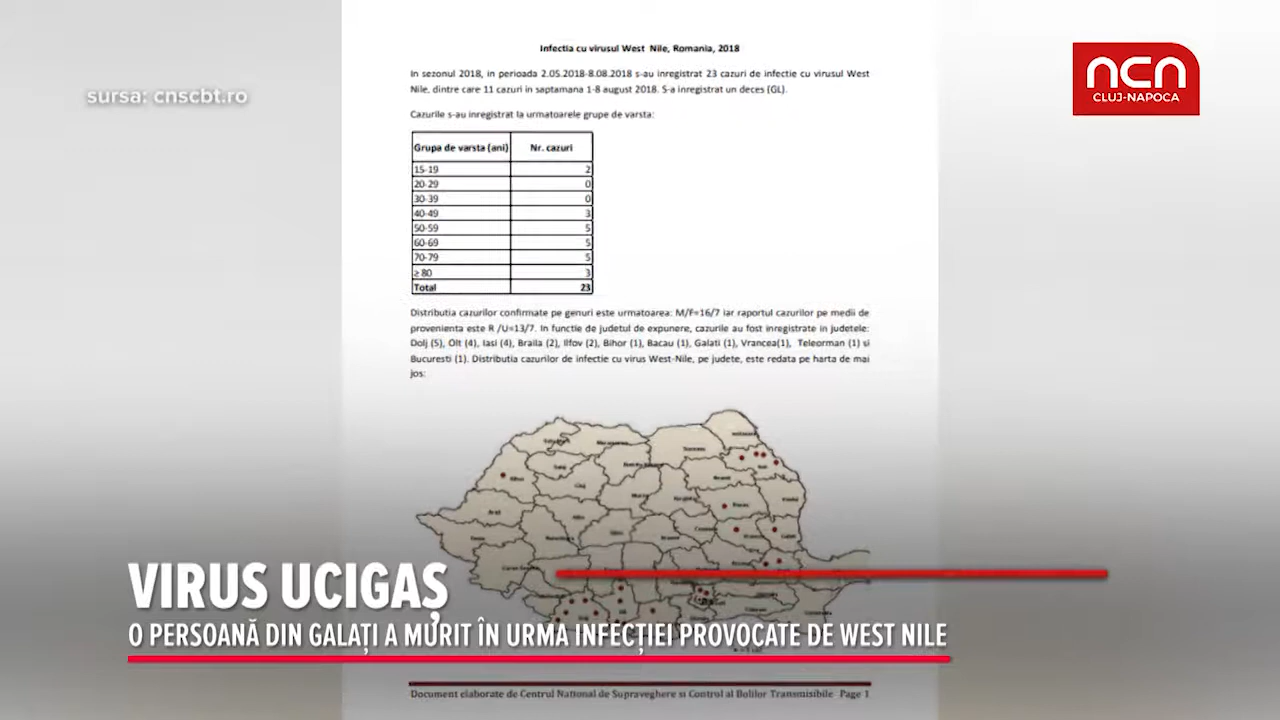 Infectia cu virusul West Nile, Romania, 2018
In sezonul 2018, in perioada 2.05.2018-8.08.2018 s-au inregistrat 23 cazuri de infectie cu virusul West
Nile, dintre care 11 cazuri in saptamana 1-8 august 2018. S-a inregistrat un deces (GL).
sursa: cnscbt.ro
ncn
CLUJ-NAPOCA
Cazurile s-au inregistrat la urmatoarele grupe de varsta:
Grupa de varsta (ani) Nr. cazuri
15-19 2
20-29 0
30-39 0
40-49 3
50-59 5
60-69 5
70-79 5
≥ 80 3
Total 23
Distributia cazurilor confirmate pe genuri este urmatoarea: M/F=16/7 iar raportul cazurilor pe medii de
provenienta este R /U=13/7. In functie de judetul de expunere, cazurile au fost inregistrate in judetele:
Dolj (5), Olt (4), Iasi (4), Braila (2), Ilfov (2), Bihor (1), Bacau (1), Galati (1), Vrancea(1), Teleorman (1) si
Bucuresti (1). Distributia cazurilor de infectie cu virus West-Nile, pe judete, este redata pe harta de mai
jos:
Cluj
Arad
VIRUS UCIGAȘ
O PERSOANĂ DIN GALAȚI A MURIT ÎN URMA INFECȚIEI PROVOCATE DE WEST NILE
Document elaborate de Centrul National de Supraveghere si Control al Bolilor Transmisibile Page 1